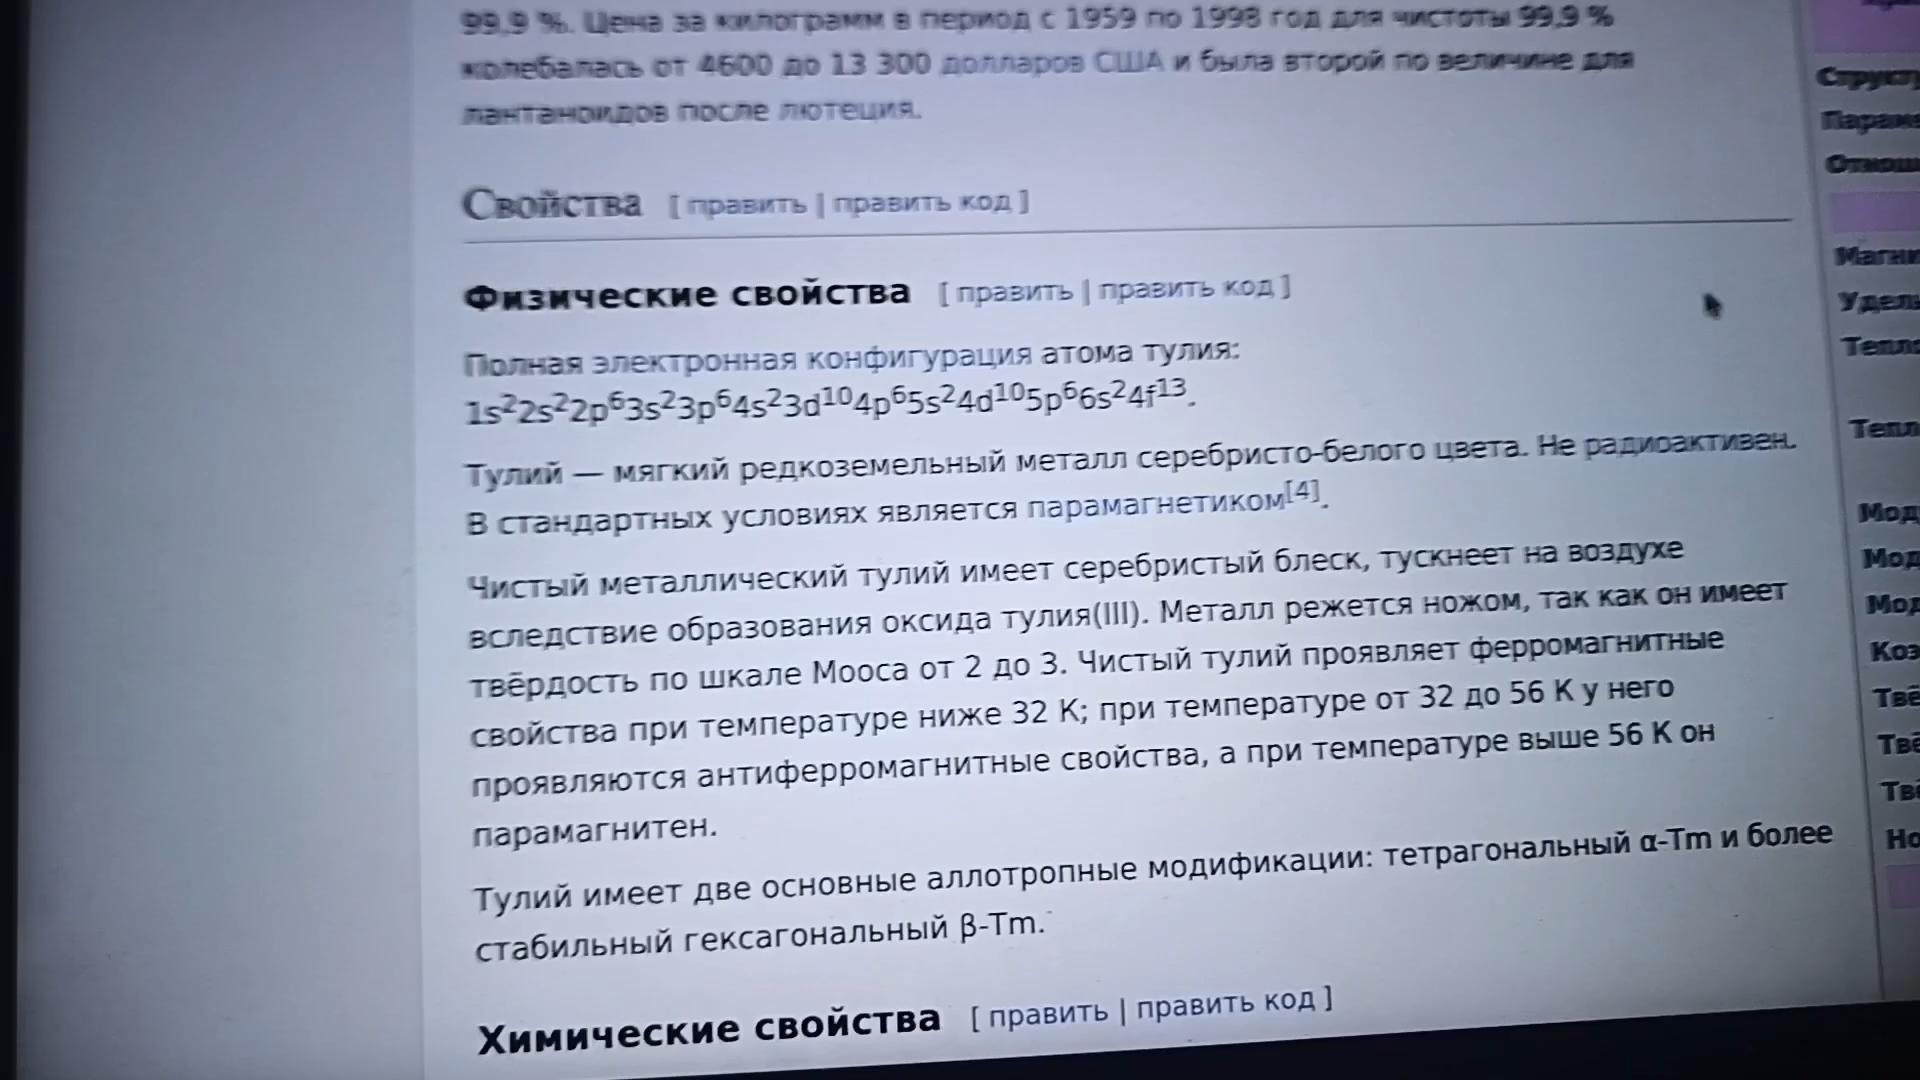 99,9 %. Цена за килограмм в период с 1959 по 1998 год для чистоты 99,9 %
колебалась от 4600 до 13 300 долларов США и была второй по величине для
лантаноидов после лютеция.
Свойства [ править | править код ]
Физические свойства [ править | править код ]
Полная электронная конфигурация атома тулия:
1s²2s²2p⁶3s²3p⁶4s²3d¹⁰4p⁶5s²4d¹⁰5p⁶6s²4f¹³.
Тулий — мягкий редкоземельный металл серебристо-белого цвета. Не радиоактивен.
В стандартных условиях является парамагнетиком[4].
Чистый металлический тулий имеет серебристый блеск, тускнеет на воздухе
вследствие образования оксида тулия(III). Металл режется ножом, так как он имеет
твёрдость по шкале Мооса от 2 до 3. Чистый тулий проявляет ферромагнитные
свойства при температуре ниже 32 К; при температуре от 32 до 56 К у него
проявляются антиферромагнитные свойства, а при температуре выше 56 К он
парамагнитен.
Тулий имеет две основные аллотропные модификации: тетрагональный α-Tm и более
стабильный гексагональный β-Tm.
Химические свойства [ править | править код ]